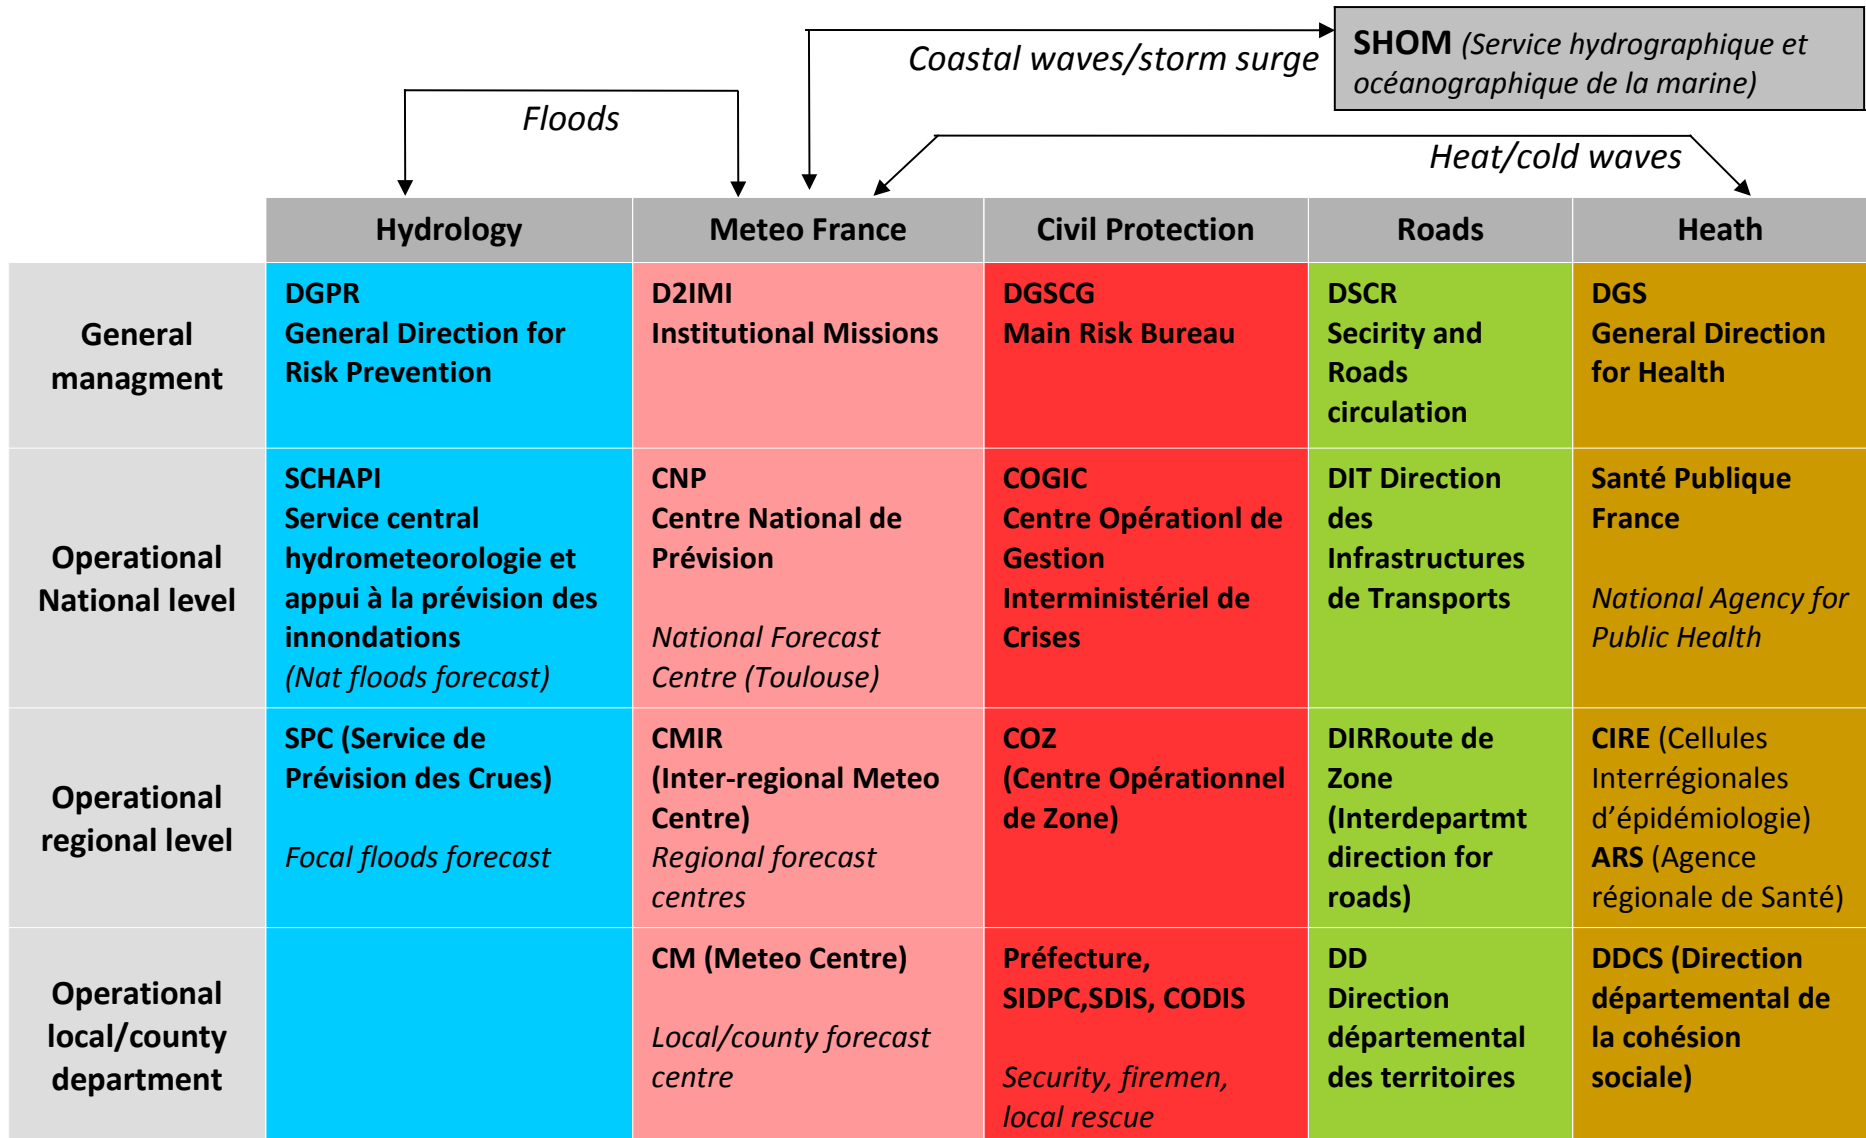 SHOM (Service hydrographique et
océanographique de la marine)
Coastal waves/storm surge
Floods
Heat/cold waves
Hydrology
Meteo France
Civil Protection
Roads
Heath
General
managment
DGPR
General Direction for
Risk Prevention
D2IMI
Institutional Missions
DGSCG
Main Risk Bureau
DSCR
Secirity and
Roads
circulation
DGS
General Direction
for Health
Operational
National level
SCHAPI
Service central
hydrometeorologie et
appui à la prévision des
innondations
(Nat floods forecast)
CNP
Centre National de
Prévision
National Forecast
Centre (Toulouse)
COGIC
Centre Opérationl de
Gestion
Interministériel de
Crises
DIT Direction
des
Infrastructures
de Transports
Santé Publique
France
National Agency for
Public Health
Operational
regional level
SPC (Service de
Prévision des Crues)
Focal floods forecast
CMIR
(Inter-regional Meteo
Centre)
Regional forecast
centres
COZ
(Centre Opérationnel
de Zone)
DIRRoute de
Zone
(Interdepartmt
direction for
roads)
CIRE (Cellules
Interrégionales
d’épidémiologie)
ARS (Agence
régionale de Santé)
Operational
local/county
department
CM (Meteo Centre)
Local/county forecast
centre
Préfecture,
SIDPC,SDIS, CODIS
Security, firemen,
local rescue
DD
Direction
départemental
des territoires
DDCS (Direction
départemental de
la cohésion
sociale)